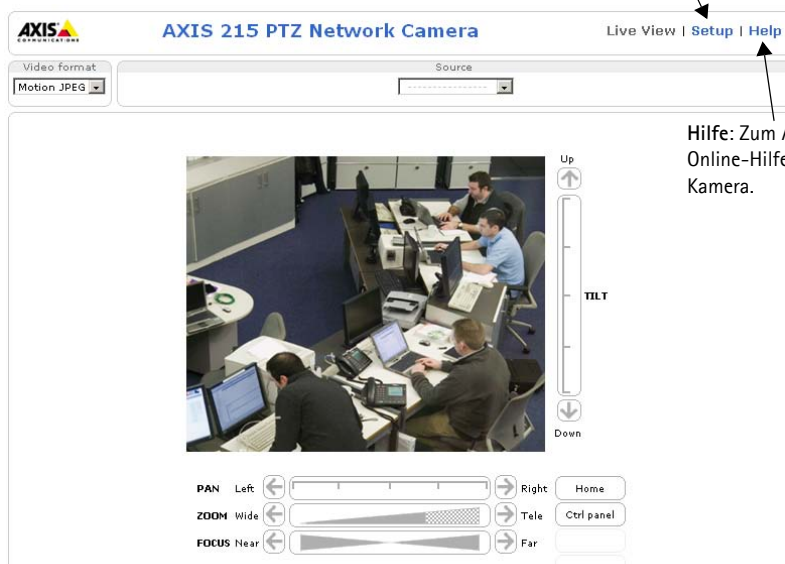 AXIS
COMMUNICATIONS
AXIS 215 PTZ Network Camera
Live View | Setup | Help
Video format
Source
Motion JPEG
Hilfe: Zum
Online-Hilfe
Kamera.
Up
TILT
Down
PAN Left Right Home
ZOOM Wide Tele Ctrl panel
FOCUS Near Far